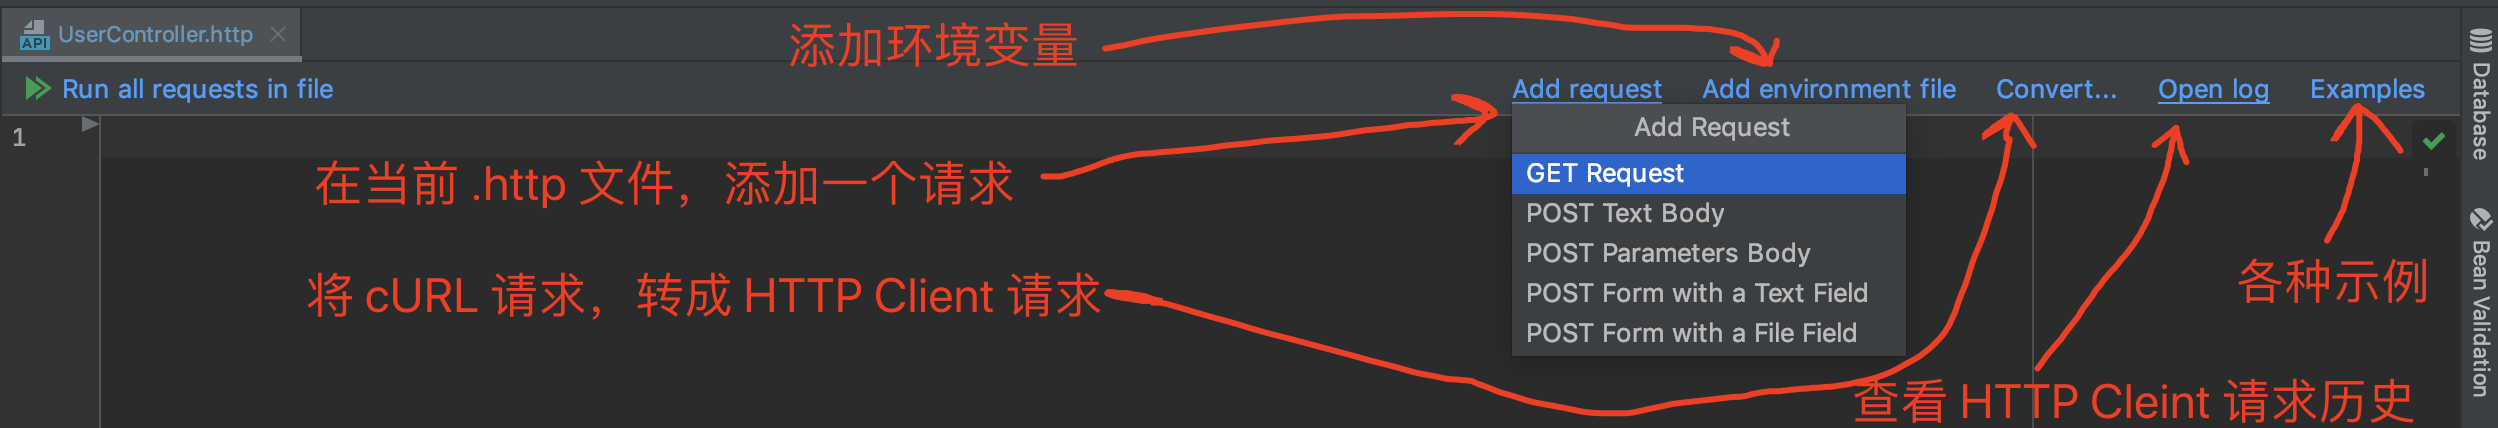 API UserController.http
添加环境变量
Run all requests in file
Add request Add environment file Convert... Open log Examples
1
Add Request
GET Request
POST Text Body
POST Parameters Body
POST Form with a Text Field
POST Form with a File Field
在当前 .http 文件，添加一个请求
将 cURL 请求，转成 HTTP Client 请求
各种示例
查看 HTTP Cleint 请求历史
Database
Bean Validation